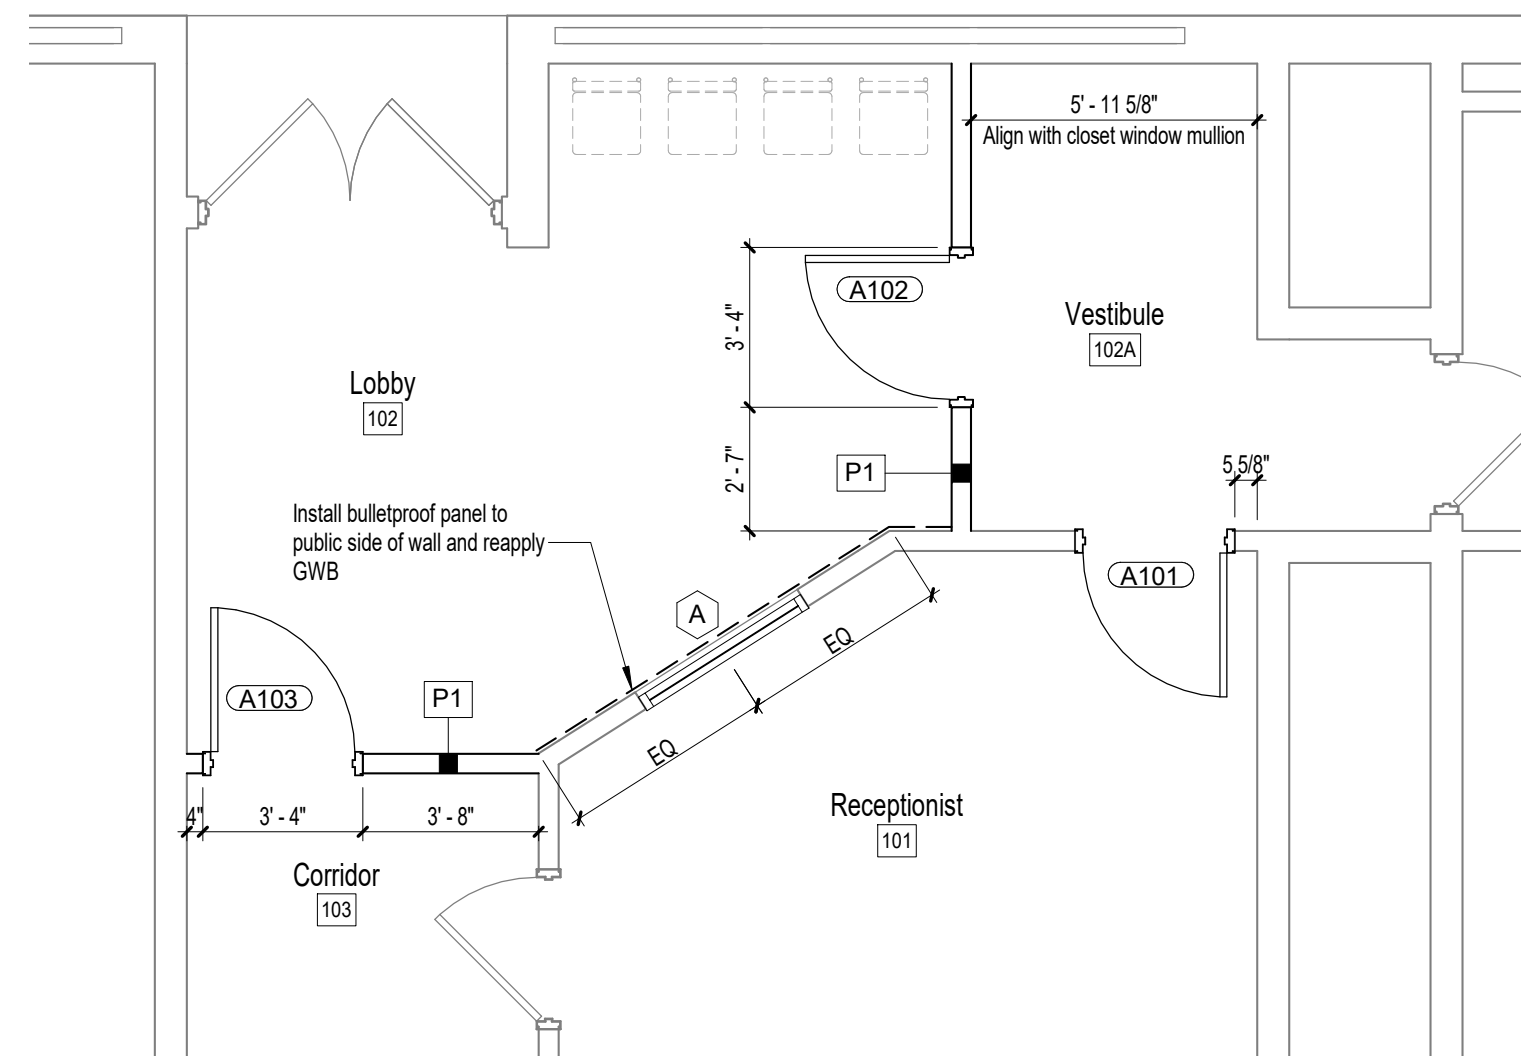 5' - 11 5/8"
Align with closet window mullion
A102
3' - 4"
Vestibule
102A
Lobby
102
2' - 7"
P1
5 5/8"
Install bulletproof panel to
public side of wall and reapply
GWB
A101
A
EQ
A103
P1
EQ
4"
3' - 4"
3' - 8"
Receptionist
101
Corridor
103